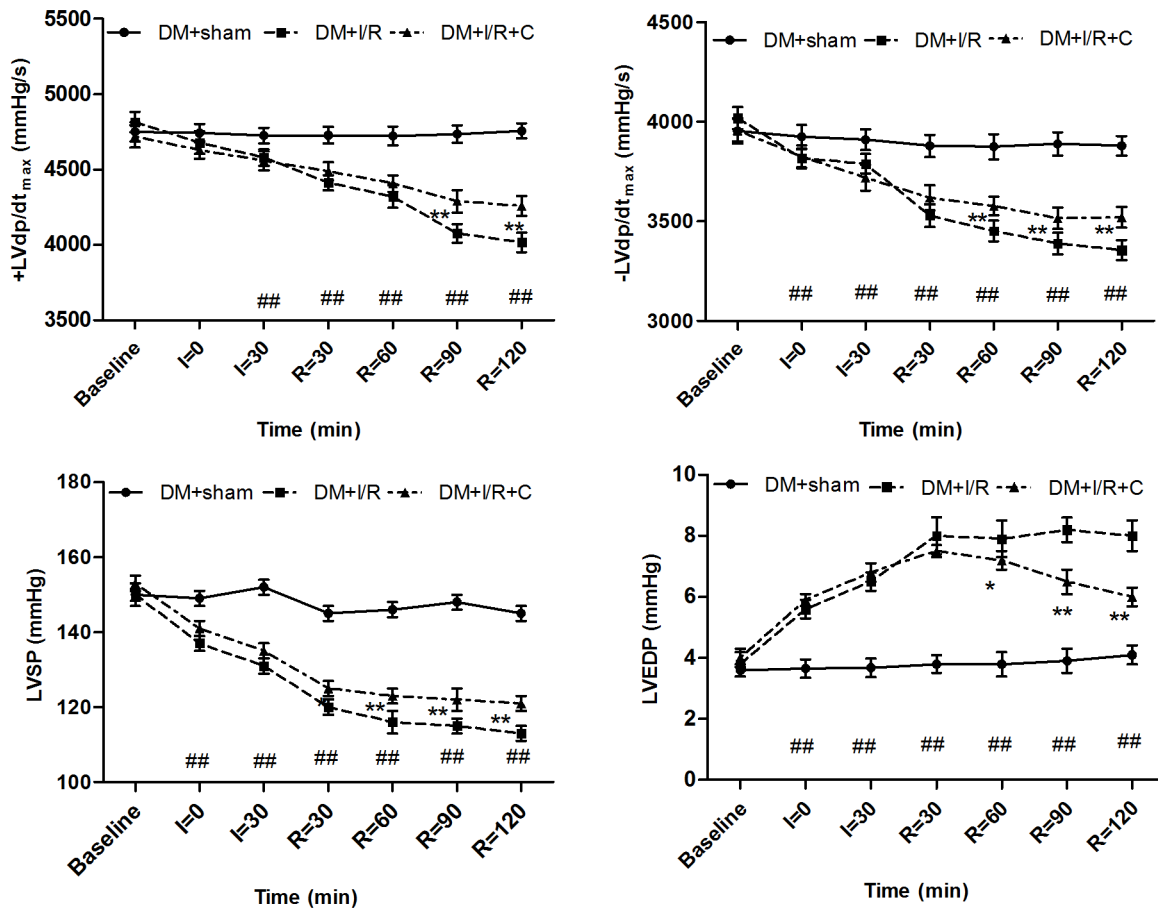 +LVdp/dt max (mmHg/s)
DM+sham DM+I/R DM+I/R+C
5500
5000
4500
4000
3500
**
**
## ## ## ## ##
Baseline I=0 I=30 R=30 R=60 R=90 R=120
Time (min)
-LVdp/dt max (mmHg/s)
DM+sham DM+I/R DM+I/R+C
4500
4000
3500
3000
** ** **
## ## ## ## ## ##
Baseline I=0 I=30 R=30 R=60 R=90 R=120
Time (min)
LVSP (mmHg)
DM+sham DM+I/R DM+I/R+C
180
160
140
120
100
** ** **
## ## ## ## ## ##
Baseline I=0 I=30 R=30 R=60 R=90 R=120
Time (min)
LVEDP (mmHg)
DM+sham DM+I/R DM+I/R+C
10
8
6
4
2
0
* ** **
## ## ## ## ## ##
Baseline I=0 I=30 R=30 R=60 R=90 R=120
Time (min)